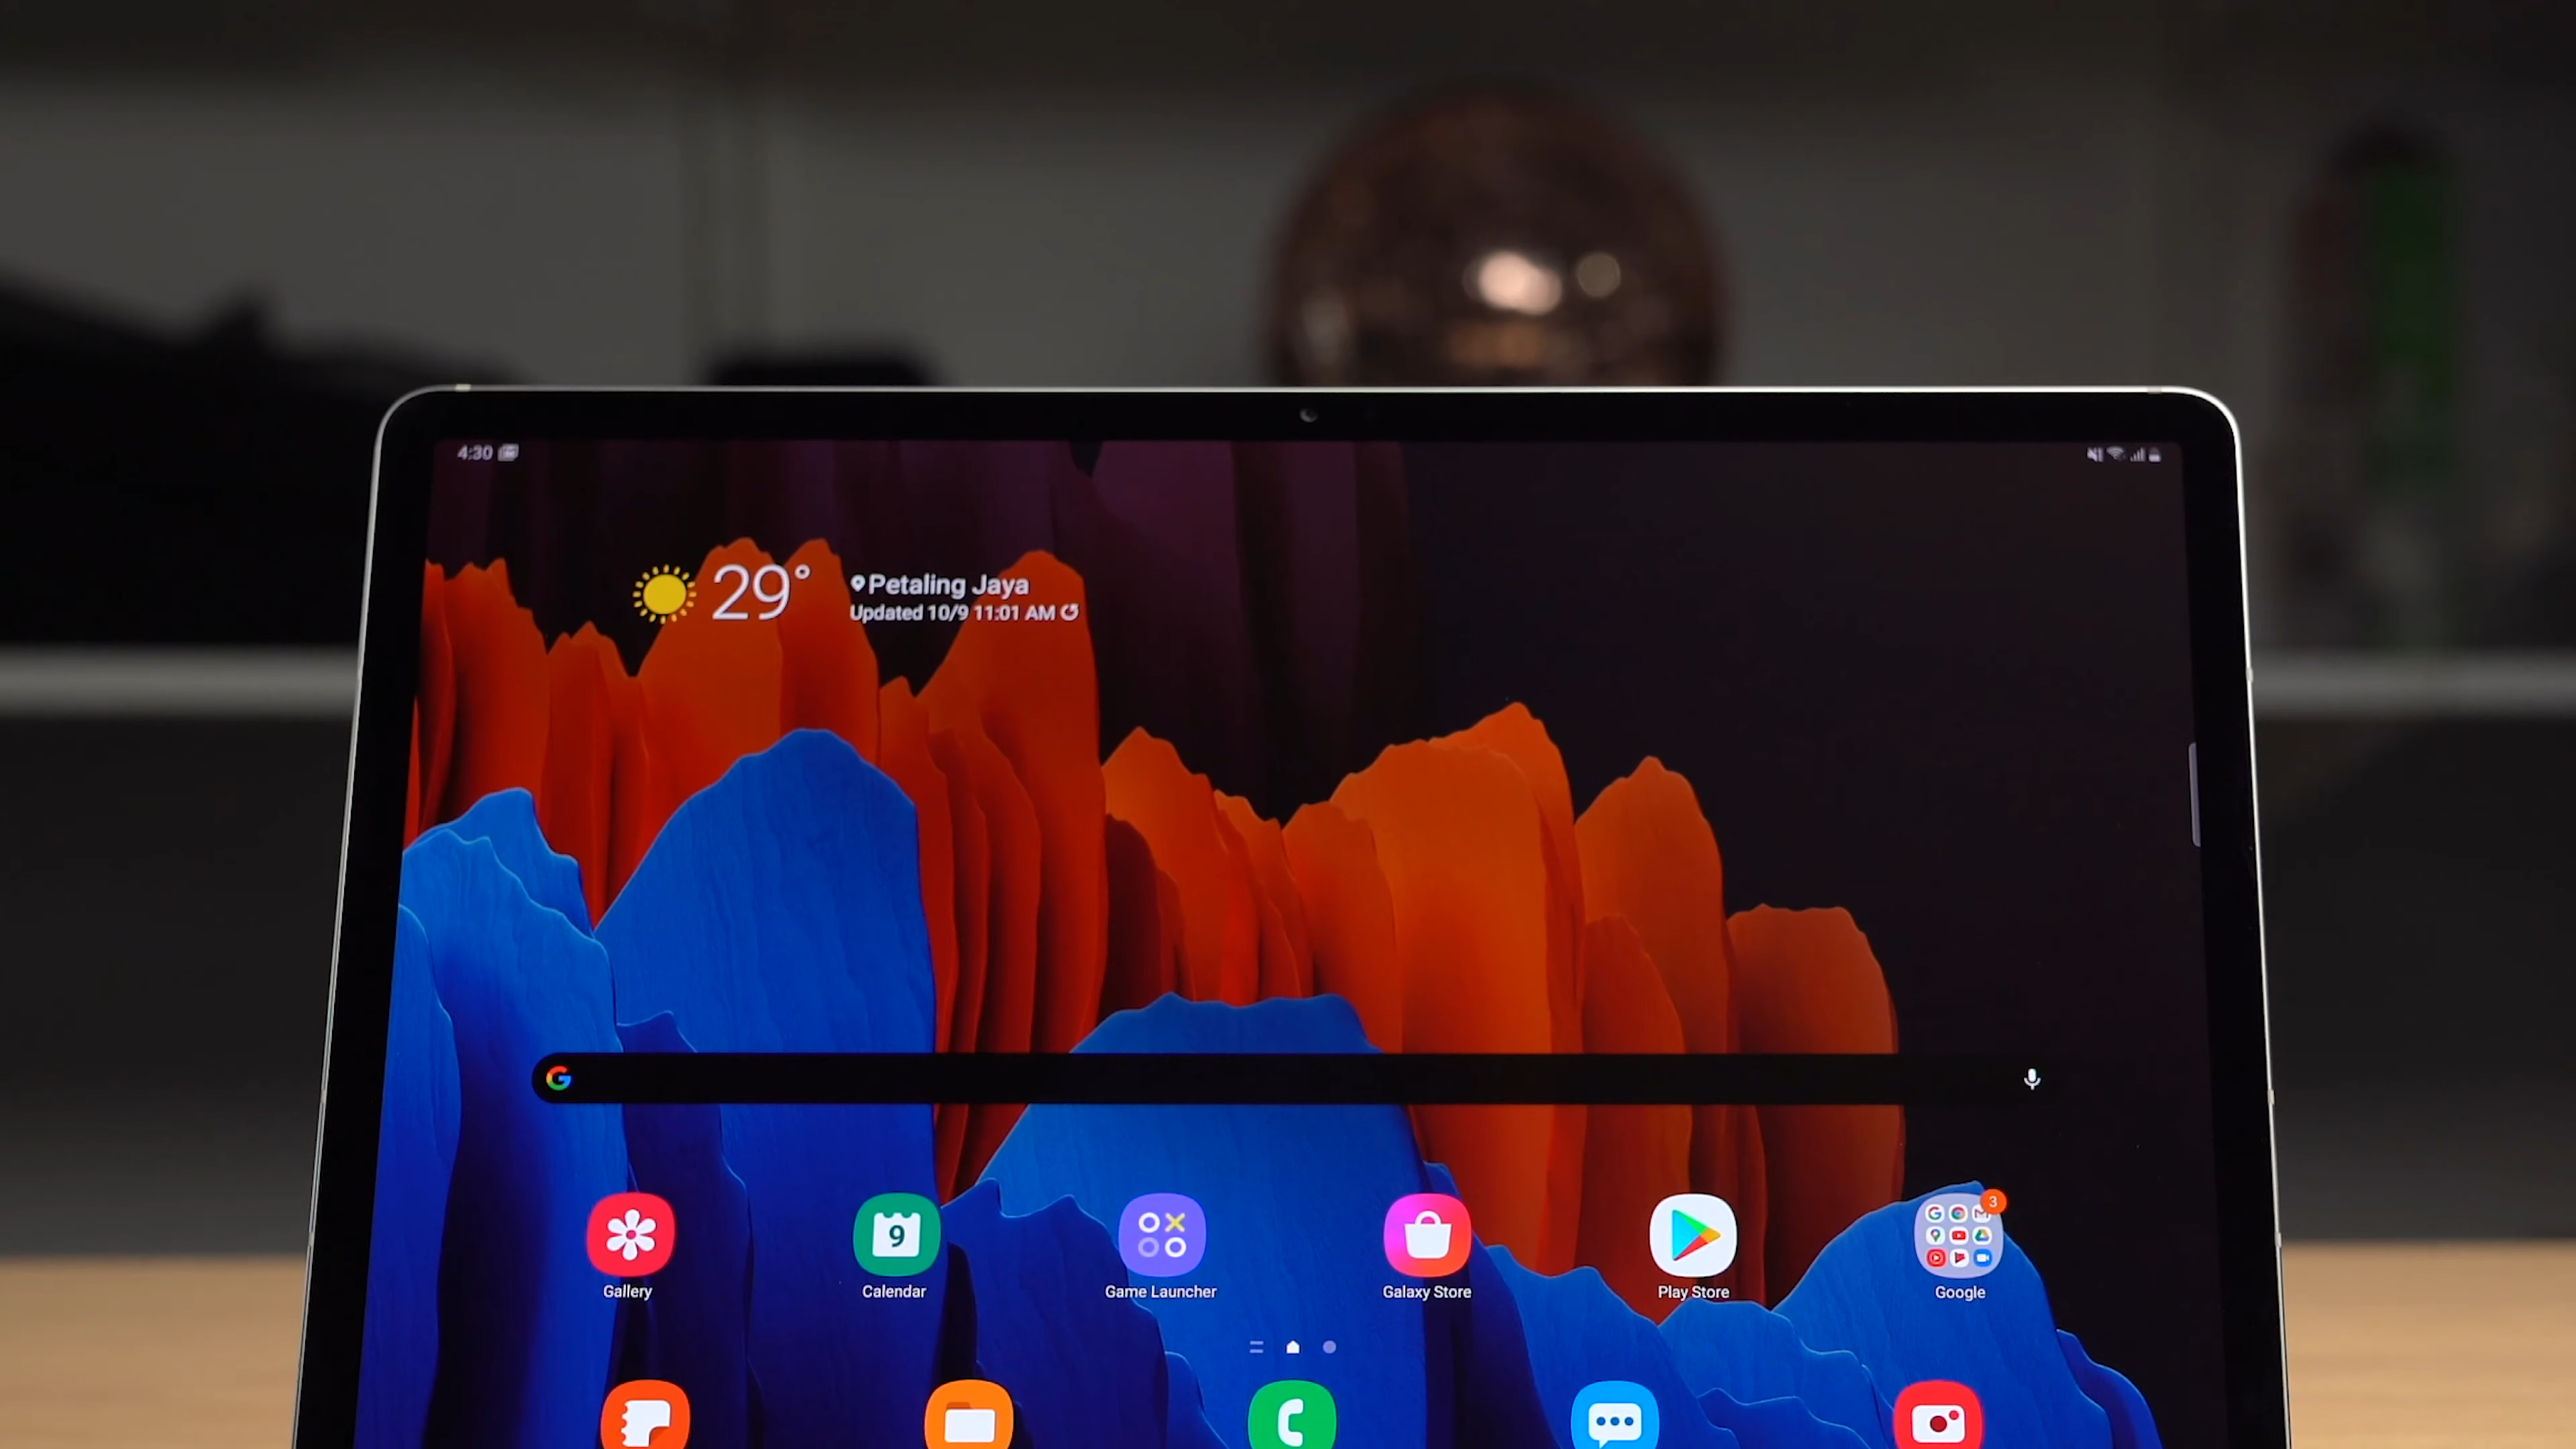 4:30
29°
Petaling Jaya
Updated 10/9 11:01 AM
G
9
3
Gallery
Calendar
Game Launcher
Galaxy Store
Play Store
Google